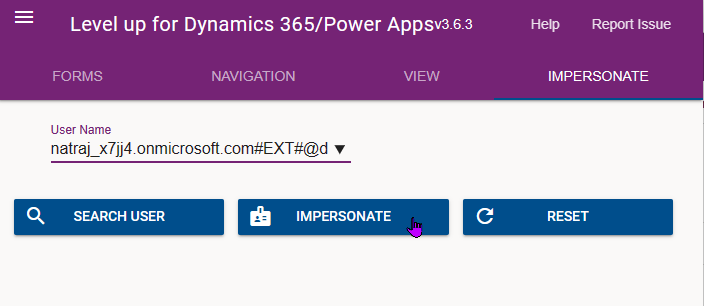 Level up for Dynamics 365/Power Apps v3.6.3 Help Report Issue
FORMS NAVIGATION VIEW IMPERSONATE
User Name
natraj_x7jj4.onmicrosoft.com#EXT#@d
SEARCH USER IMPERSONATE RESET